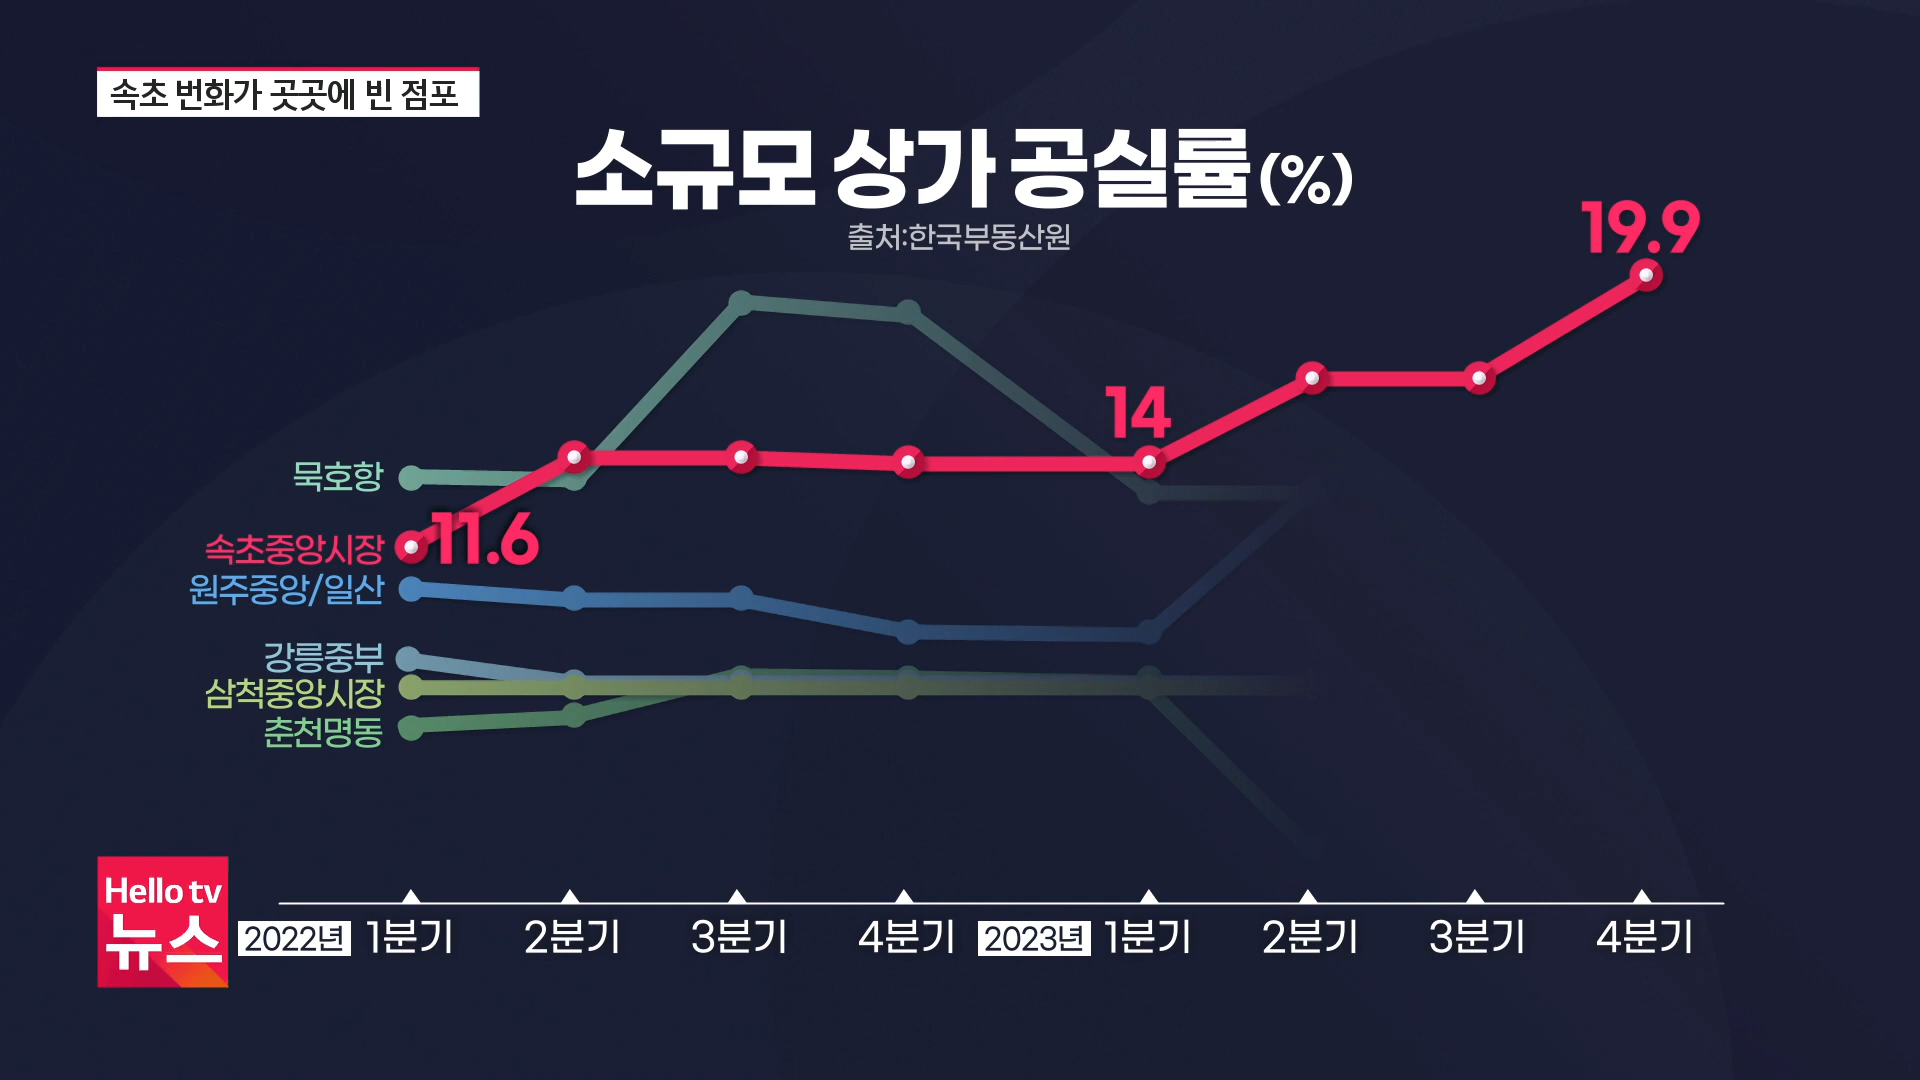 속초 번화가 곳곳에 빈 점포
소규모 상가 공실률(%)
출처:한국부동산원
19.9
14
묵호항
11.6
속초중앙시장
원주중앙/일산
강릉중부
삼척중앙시장
춘천명동
Hello tv
뉴스
2022년 1분기 2분기 3분기 4분기 2023년 1분기 2분기 3분기 4분기